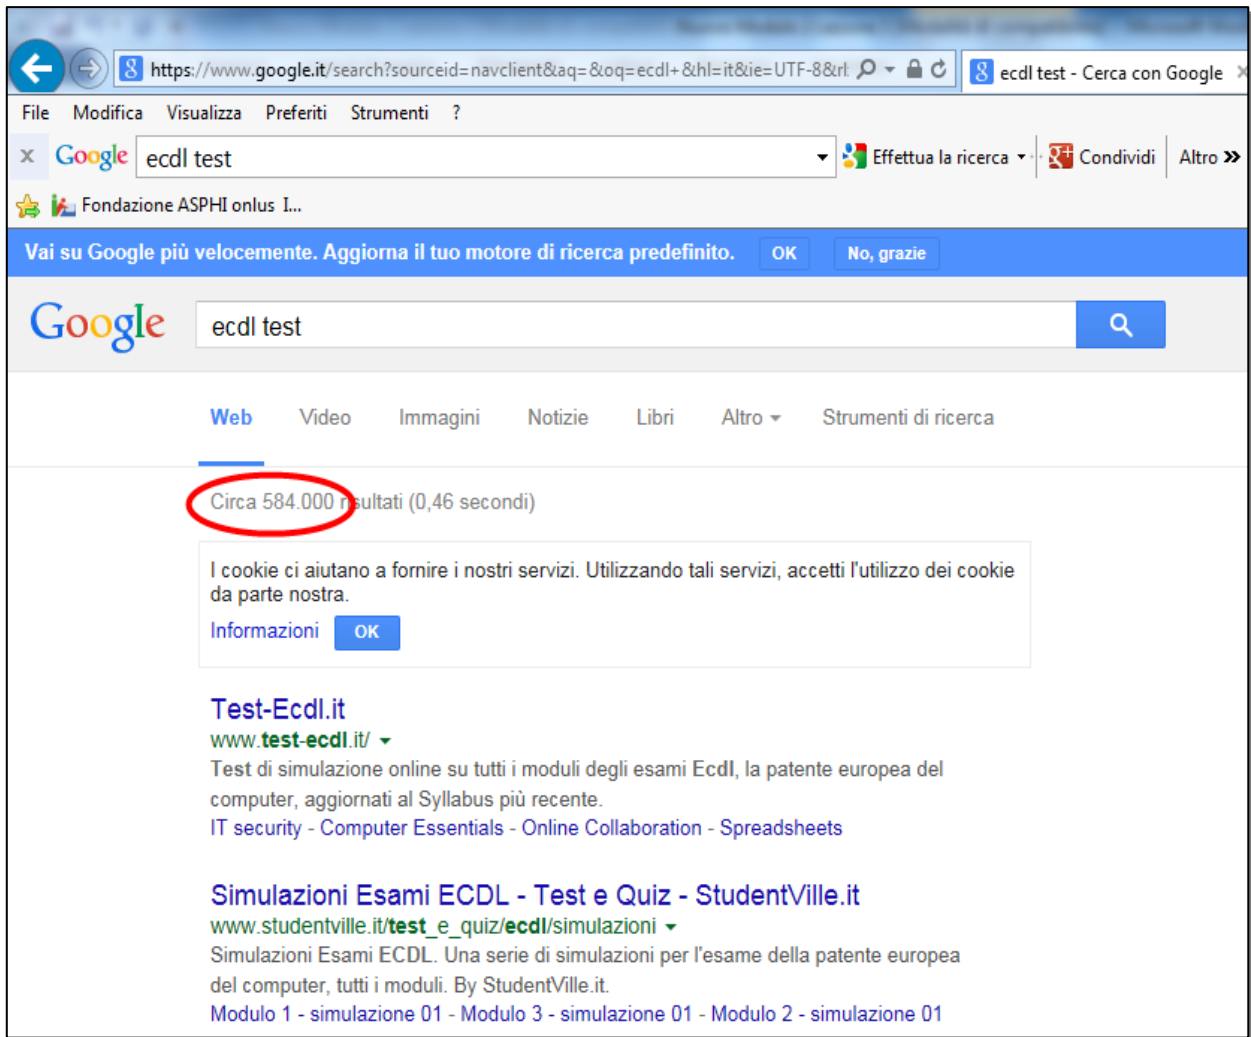 https://www.google.it/search?sourceid=navclient&aq=&oq=ecdl+&hl=it&ie=UTF-8&rl
ecdl test - Cerca con Google
File Modifica Visualizza Preferiti Strumenti ?
x Google ecdl test Effettua la ricerca Condividi Altro »
Fondazione ASPHI onlus I...
Vai su Google più velocemente. Aggiorna il tuo motore di ricerca predefinito. OK No, grazie
Google ecdl test
Web Video Immagini Notizie Libri Altro Strumenti di ricerca
Circa 584.000 risultati (0,46 secondi)
I cookie ci aiutano a fornire i nostri servizi. Utilizzando tali servizi, accetti l'utilizzo dei cookie
da parte nostra.
Informazioni OK
Test-Ecdl.it
www.test-ecdl.it/
Test di simulazione online su tutti i moduli degli esami Ecdl, la patente europea del
computer, aggiornati al Syllabus più recente.
IT security - Computer Essentials - Online Collaboration - Spreadsheets
Simulazioni Esami ECDL - Test e Quiz - StudentVille.it
www.studentville.it/test_e_quiz/ecdl/simulazioni
Simulazioni Esami ECDL. Una serie di simulazioni per l'esame della patente europea
del computer, tutti i moduli. By StudentVille.it.
Modulo 1 - simulazione 01 - Modulo 3 - simulazione 01 - Modulo 2 - simulazione 01